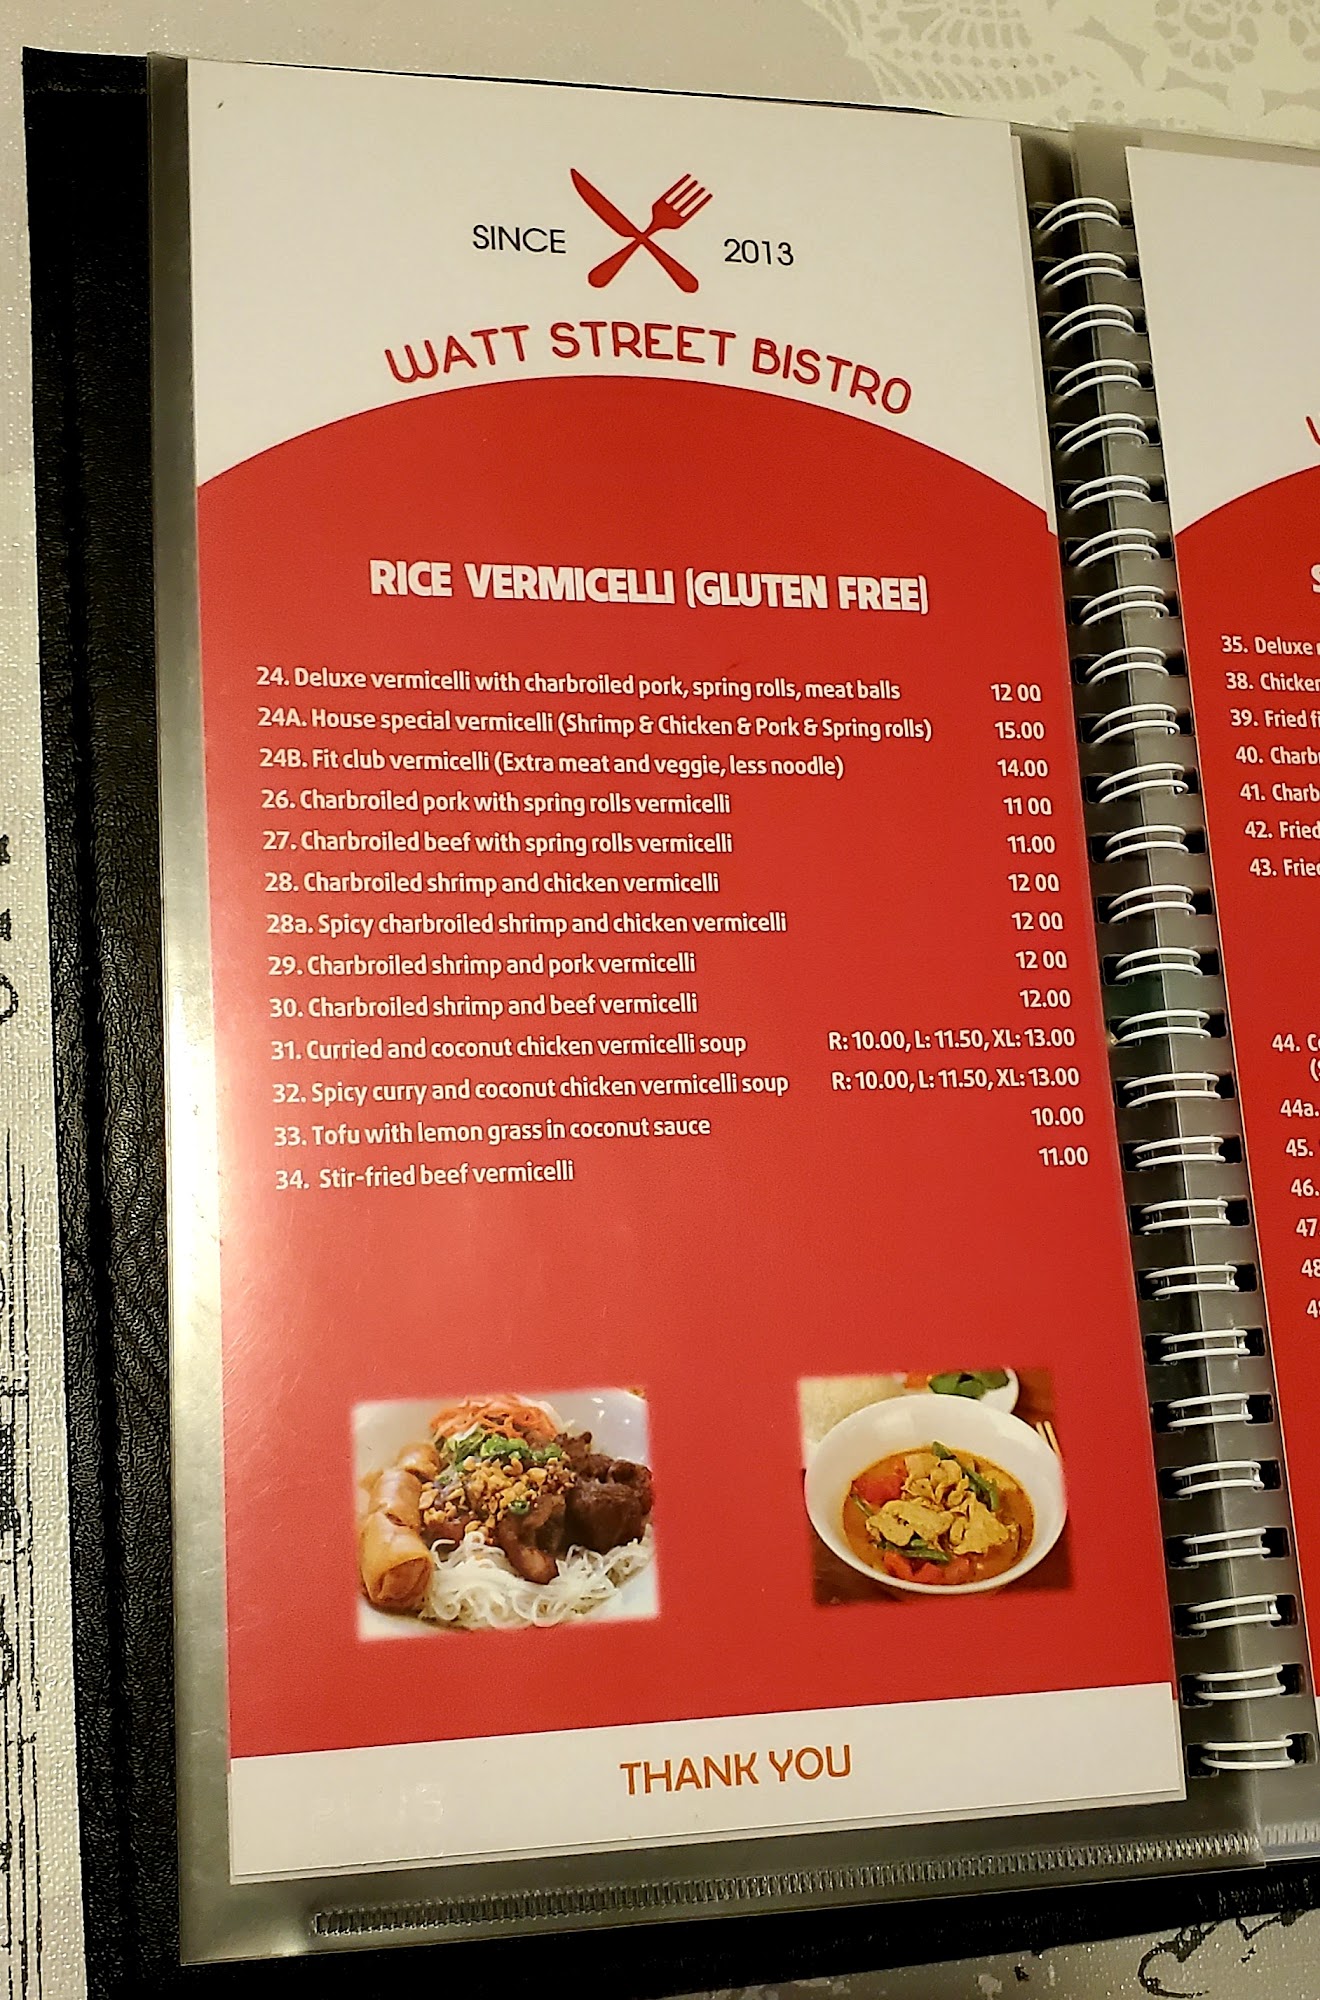 SINCE 2013
WATT STREET BISTRO
RICE VERMICELLI (GLUTEN FREE)
24. Deluxe vermicelli with charbroiled pork, spring rolls, meat balls 12 00
24A. House special vermicelli (Shrimp & Chicken & Pork & Spring rolls) 15.00
24B. Fit club vermicelli (Extra meat and veggie, less noodle) 14.00
26. Charbroiled pork with spring rolls vermicelli 11 00
27. Charbroiled beef with spring rolls vermicelli 11.00
28. Charbroiled shrimp and chicken vermicelli 12 00
28a. Spicy charbroiled shrimp and chicken vermicelli 12 00
29. Charbroiled shrimp and pork vermicelli 12 00
30. Charbroiled shrimp and beef vermicelli 12.00
31. Curried and coconut chicken vermicelli soup R: 10.00, L: 11.50, XL: 13.00
32. Spicy curry and coconut chicken vermicelli soup R: 10.00, L: 11.50, XL: 13.00
33. Tofu with lemon grass in coconut sauce 10.00
34. Stir-fried beef vermicelli 11.00
THANK YOU
35. Deluxe
38. Chicken
39. Fried
40.
41.
42. Fried
43.
44.
44a.
45.
46.
47
48